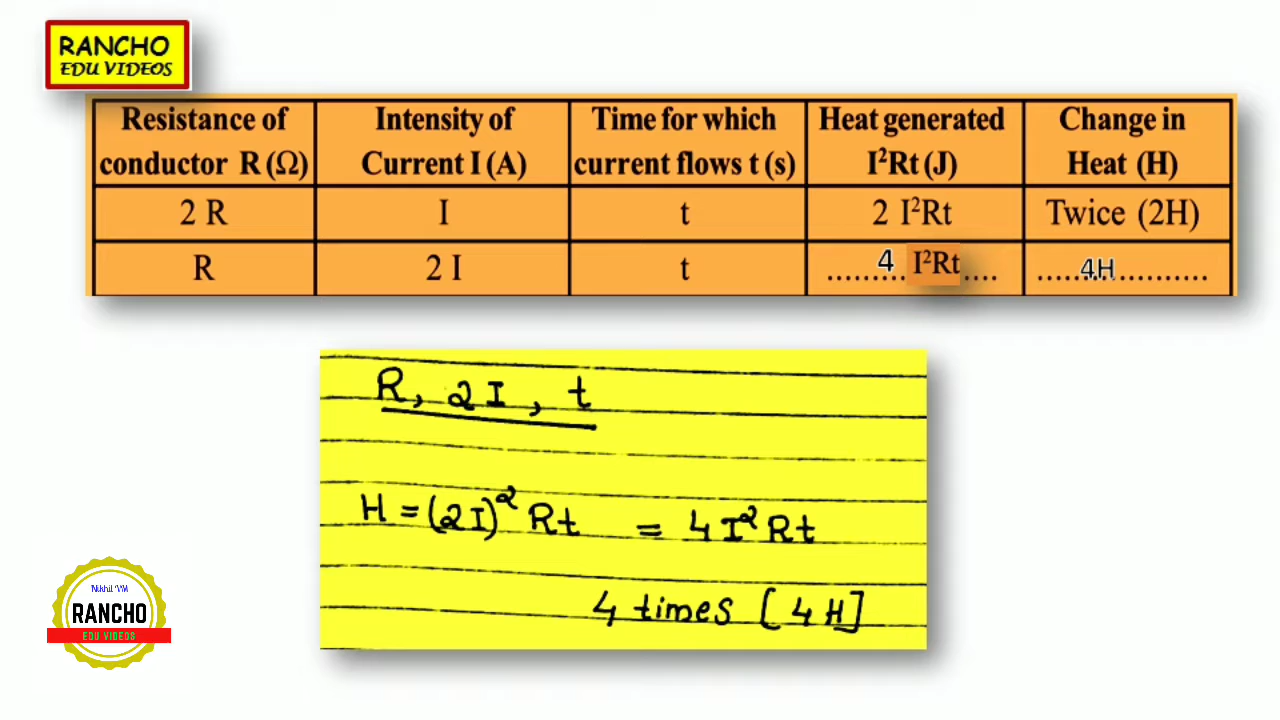 RANCHO
EDU VIDEOS
Resistance of conductor R (Ω) Intensity of Current I (A) Time for which current flows t (s) Heat generated I²Rt (J) Change in Heat (H)
2 R I t 2 I²Rt Twice (2H)
R 2 I t ........4 I²Rt.... ......4H..............
R, 2I, t
H = (2I)² Rt = 4I²Rt
4 times [4H]
Nikhil VM
RANCHO
EDU VIDEOS